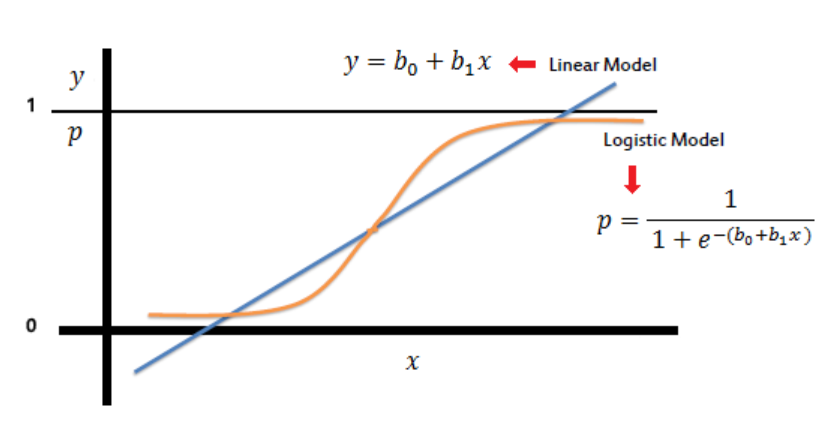 y = b₀ + b₁x
Linear Model
y
1
p
Logistic Model
p = 1 / (1 + e^−(b₀+b₁x))
0
x